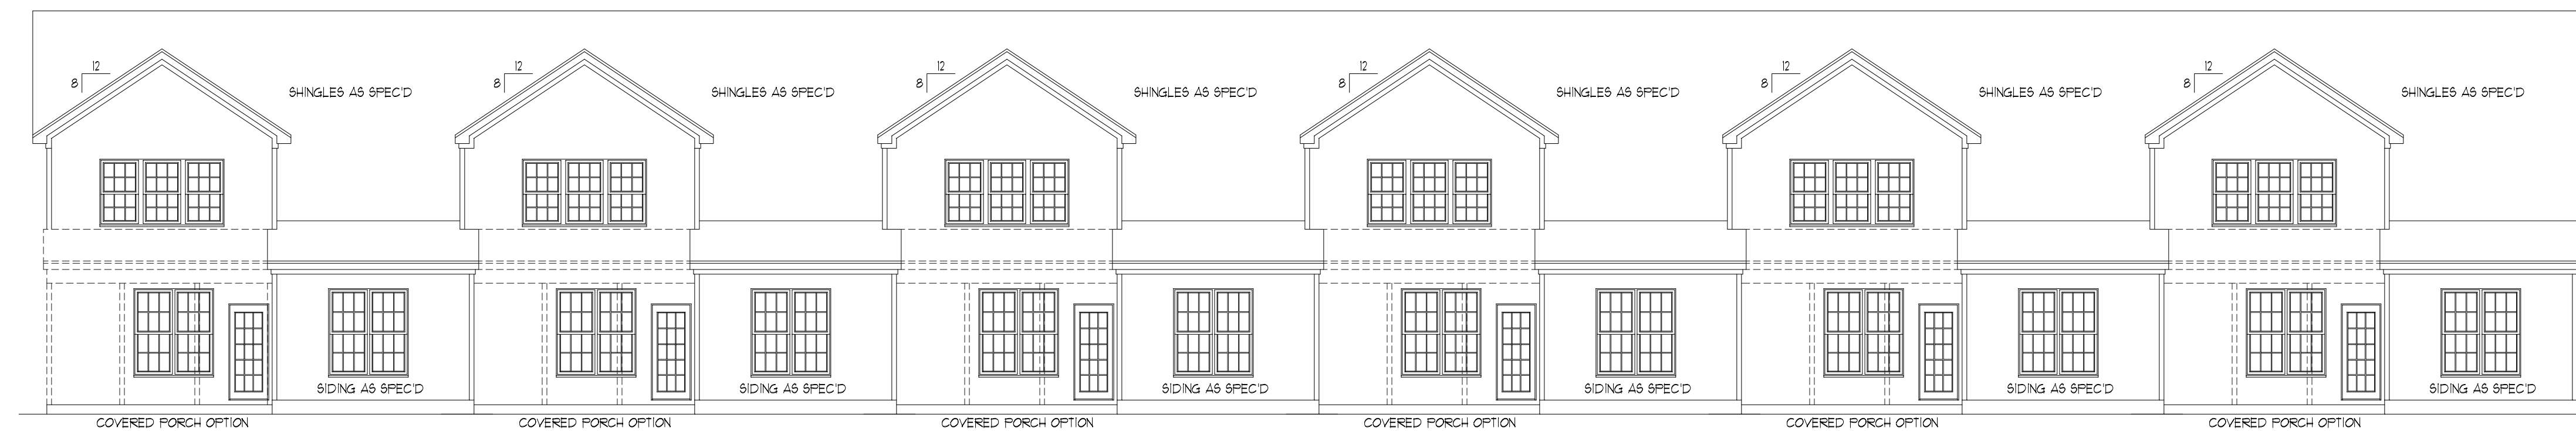 12 12 12 12 12 12
8 8 8 8 8 8
SHINGLES AS SPEC'D SHINGLES AS SPEC'D SHINGLES AS SPEC'D SHINGLES AS SPEC'D SHINGLES AS SPEC'D SHINGLES AS SPEC'D
SIDING AS SPEC'D SIDING AS SPEC'D SIDING AS SPEC'D SIDING AS SPEC'D SIDING AS SPEC'D SIDING AS SPEC'D
COVERED PORCH OPTION COVERED PORCH OPTION COVERED PORCH OPTION COVERED PORCH OPTION COVERED PORCH OPTION COVERED PORCH OPTION